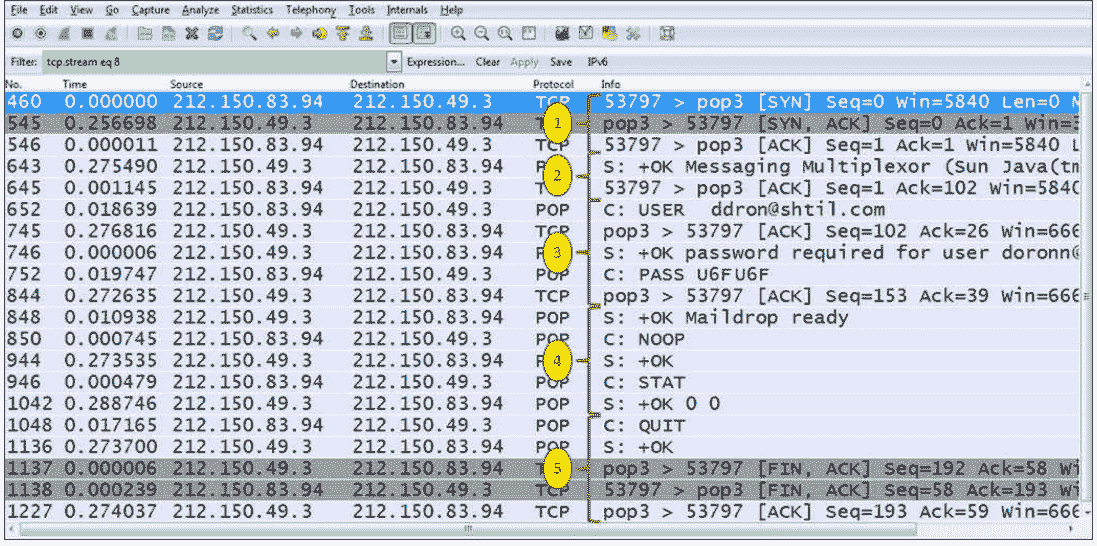 File Edit View Go Capture Analyze Statistics Telephony Tools Internals Help
Filter: tcp.stream eq 8 Expression... Clear Apply Save IPv6
No. Time Source Destination Protocol Info
460 0.000000 212.150.83.94 212.150.49.3 TCP 53797 > pop3 [SYN] Seq=0 Win=5840 Len=0 M
545 0.256698 212.150.49.3 212.150.83.94 1 pop3 > 53797 [SYN, ACK] Seq=0 Ack=1 Win=
546 0.000011 212.150.83.94 212.150.49.3 TCP 53797 > pop3 [ACK] Seq=1 Ack=1 Win=5840 L
643 0.275490 212.150.49.3 212.150.83.94 2 S: +OK Messaging Multiplexor (Sun Java(tm
645 0.001145 212.150.83.94 212.150.49.3 53797 > pop3 [ACK] Seq=1 Ack=102 Win=5840
652 0.018639 212.150.83.94 212.150.49.3 POP C: USER ddron@shtil.com
745 0.276816 212.150.49.3 212.150.83.94 TCP pop3 > 53797 [ACK] Seq=102 Ack=26 Win=666
746 0.000006 212.150.49.3 212.150.83.94 3 S: +OK password required for user doronn@
752 0.019747 212.150.83.94 212.150.49.3 POP C: PASS U6FU6F
844 0.272635 212.150.49.3 212.150.83.94 TCP pop3 > 53797 [ACK] Seq=153 Ack=39 Win=666
848 0.010938 212.150.49.3 212.150.83.94 POP S: +OK Maildrop ready
850 0.000745 212.150.83.94 212.150.49.3 POP C: NOOP
944 0.273535 212.150.49.3 212.150.83.94 4 S: +OK
946 0.000479 212.150.83.94 212.150.49.3 POP C: STAT
1042 0.288746 212.150.49.3 212.150.83.94 POP S: +OK 0 0
1048 0.017165 212.150.83.94 212.150.49.3 POP C: QUIT
1136 0.273700 212.150.49.3 212.150.83.94 POP S: +OK
1137 0.000006 212.150.49.3 212.150.83.94 5 pop3 > 53797 [FIN, ACK] Seq=192 Ack=58 Wi
1138 0.000239 212.150.83.94 212.150.49.3 TCP 53797 > pop3 [FIN, ACK] Seq=58 Ack=193 Wi
1227 0.274037 212.150.49.3 212.150.83.94 TCP pop3 > 53797 [ACK] Seq=193 Ack=59 Win=666